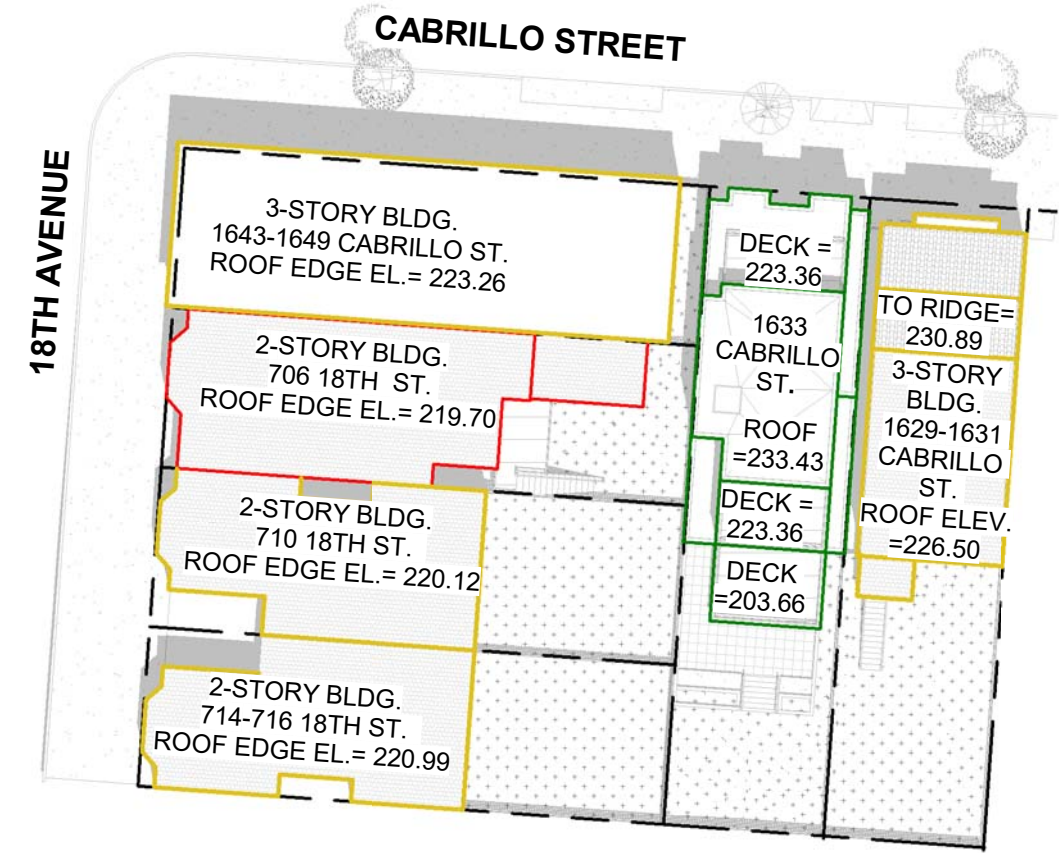 CABRILLO STREET
18TH AVENUE
3-STORY BLDG.
1643-1649 CABRILLO ST.
ROOF EDGE EL.= 223.26
2-STORY BLDG.
706 18TH  ST.
ROOF EDGE EL.= 219.70
2-STORY BLDG.
710 18TH ST.
ROOF EDGE EL.= 220.12
2-STORY BLDG.
714-716 18TH ST.
ROOF EDGE EL.= 220.99
DECK =
223.36
1633
CABRILLO
ST.
ROOF
=233.43
DECK =
223.36
DECK
=203.66
TO RIDGE=
230.89
3-STORY
BLDG.
1629-1631
CABRILLO
ST.
ROOF ELEV.
=226.50